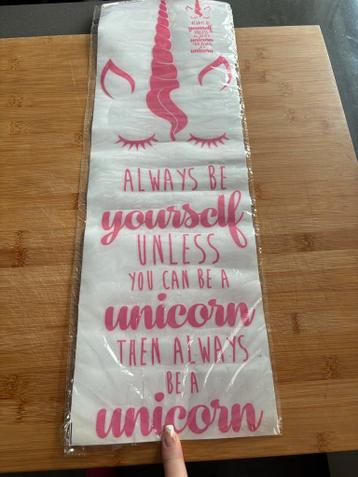 ALWAYS BE
yourself
UNLESS
YOU CAN BE A
unicorn
THEN ALWAYS
BE A
unicorn